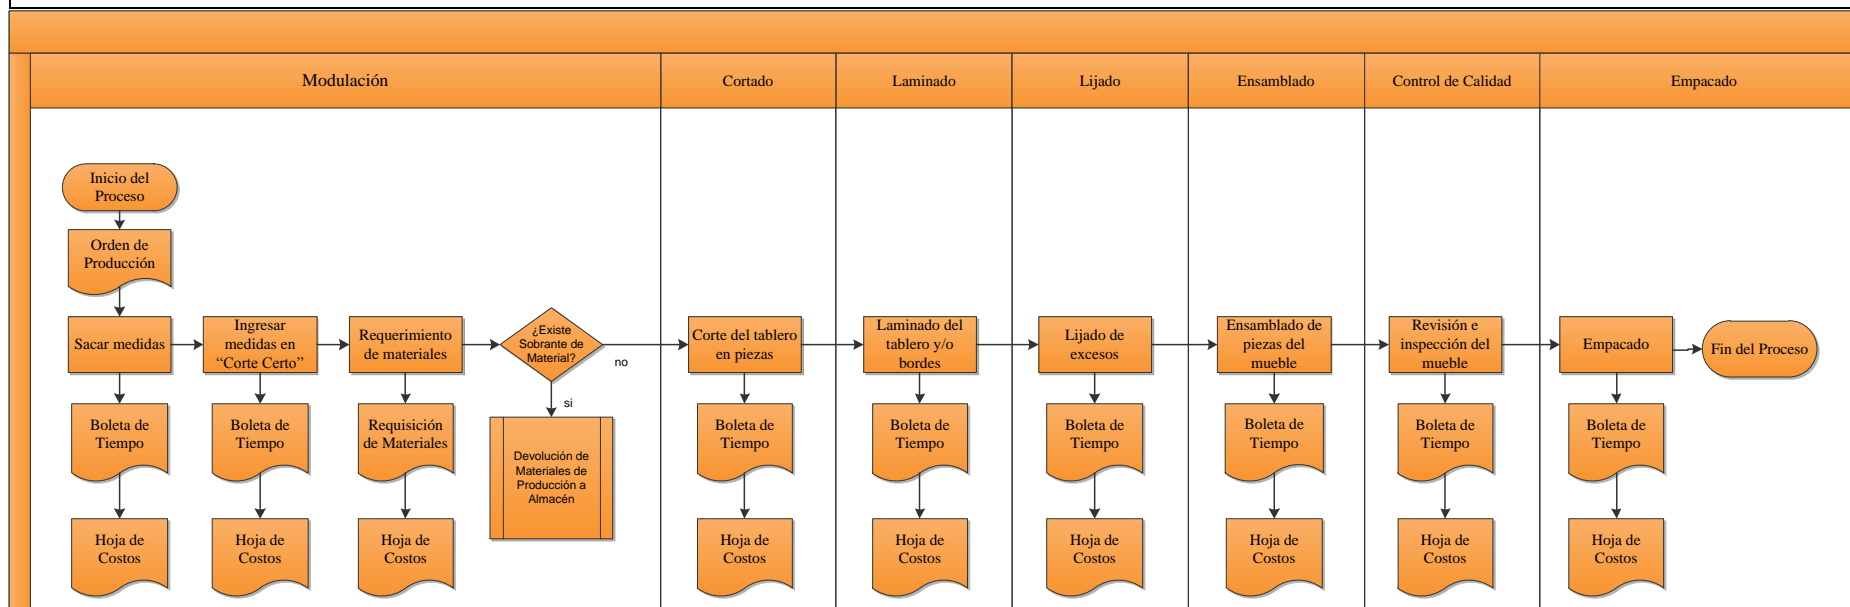 Modulación
Cortado
Laminado
Lijado
Ensamblado
Control de Calidad
Empacado
Inicio del
Proceso
Orden de
Producción
Sacar medidas
Ingresar
medidas en
“Corte Certo”
Requerimiento
de materiales
¿Existe
Sobrante de
Material?
no
si
Corte del tablero
en piezas
Laminado del
tablero y/o
bordes
Lijado de
excesos
Ensamblado de
piezas del
mueble
Revisión e
inspección del
mueble
Empacado
Fin del Proceso
Boleta de
Tiempo
Boleta de
Tiempo
Requisición
de Materiales
Devolución de
Materiales de
Producción a
Almacén
Boleta de
Tiempo
Boleta de
Tiempo
Boleta de
Tiempo
Boleta de
Tiempo
Boleta de
Tiempo
Boleta de
Tiempo
Hoja de
Costos
Hoja de
Costos
Hoja de
Costos
Hoja de
Costos
Hoja de
Costos
Hoja de
Costos
Hoja de
Costos
Hoja de
Costos
Hoja de
Costos